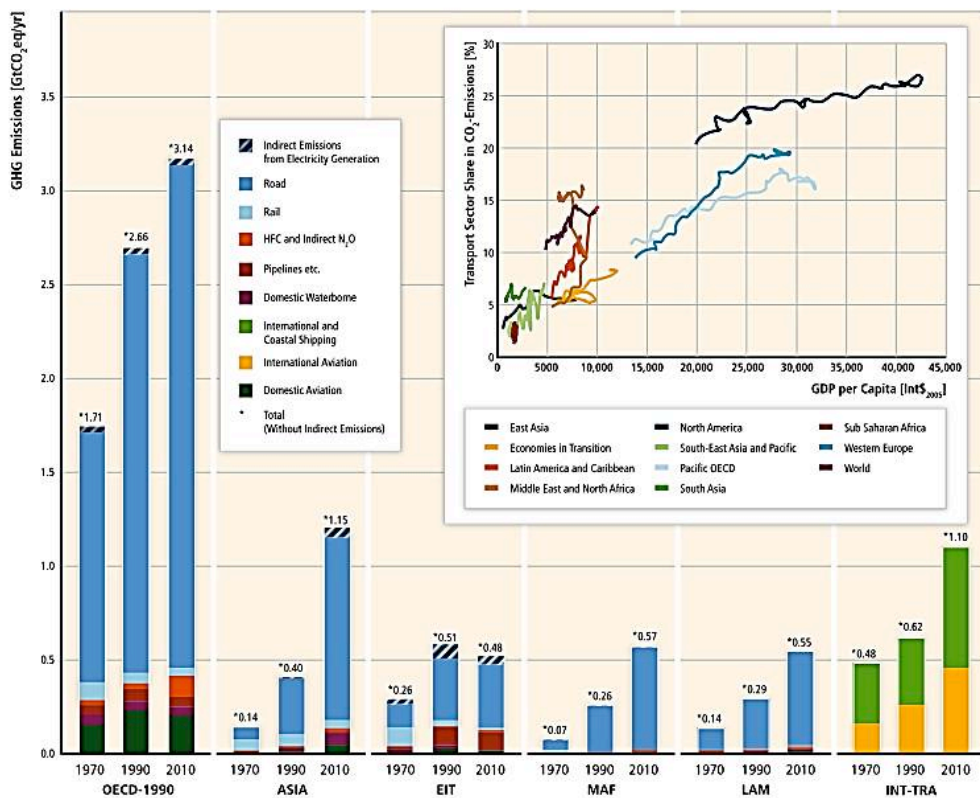 GHG Emissions [GtCO2eq/yr]
3.5
3.0
2.5
2.0
1.5
1.0
0.5
0.0
*1.71
*2.66
*3.14
1970 1990 2010
OECD-1990
*0.14
*0.40
*1.15
1970 1990 2010
ASIA
*0.26
*0.51
*0.48
1970 1990 2010
EIT
*0.07
*0.26
*0.57
1970 1990 2010
MAF
*0.14
*0.29
*0.55
1970 1990 2010
LAM
*0.48
*0.62
*1.10
1970 1990 2010
INT-TRA
Indirect Emissions
from Electricity Generation
Road
Rail
HFC and Indirect N2O
Pipelines etc.
Domestic Waterborne
International and
Coastal Shipping
International Aviation
Domestic Aviation
* Total
(Without Indirect Emissions)
Transport Sector Share in CO2-Emissions [%]
30
25
20
15
10
5
0
0 5000 10,000 15,000 20,000 25,000 30,000 35,000 40,000 45,000
GDP per Capita [Int$2005]
East Asia
Economies in Transition
Latin America and Caribbean
Middle East and North Africa
North America
South-East Asia and Pacific
Pacific OECD
South Asia
Sub Saharan Africa
Western Europe
World